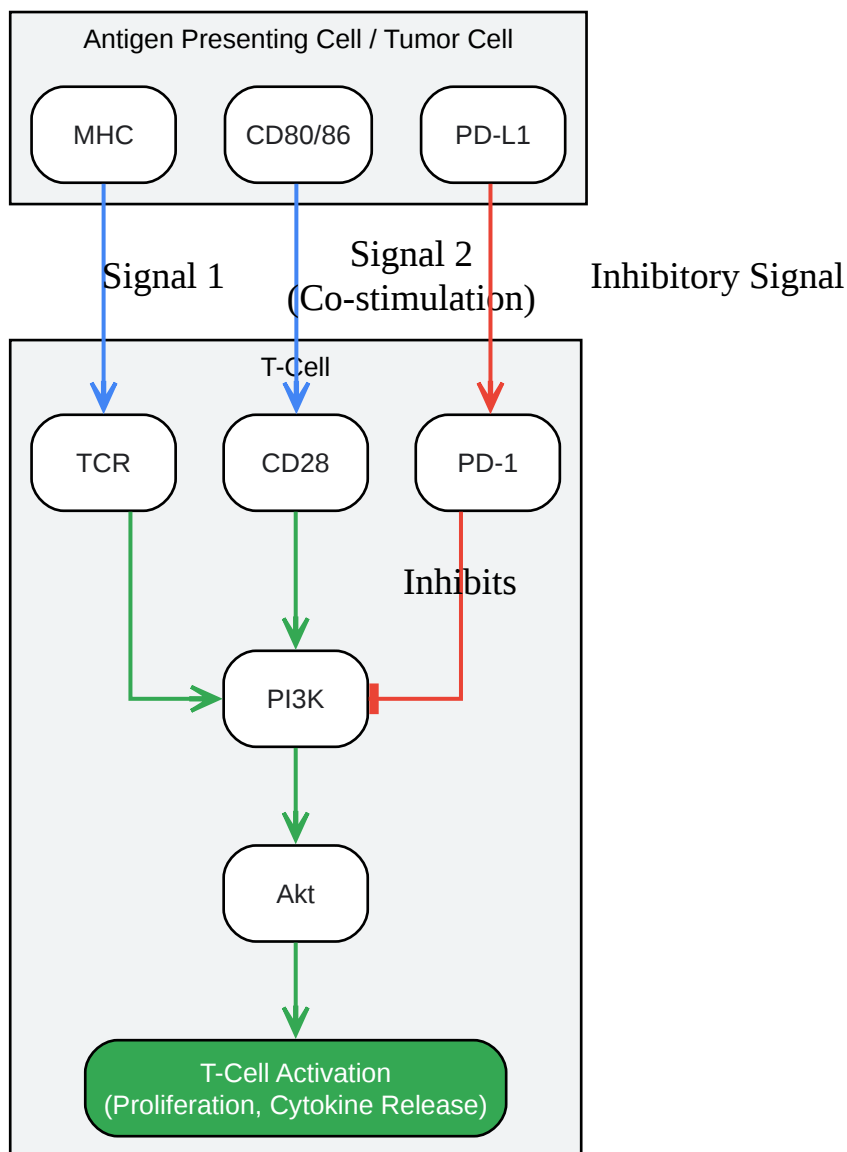 Antigen Presenting Cell / Tumor Cell
MHC
CD80/86
PD-L1
Signal 1
Signal 2
(Co-stimulation)
Inhibitory Signal
T-Cell
TCR
CD28
PD-1
Inhibits
PI3K
Akt
T-Cell Activation
(Proliferation, Cytokine Release)